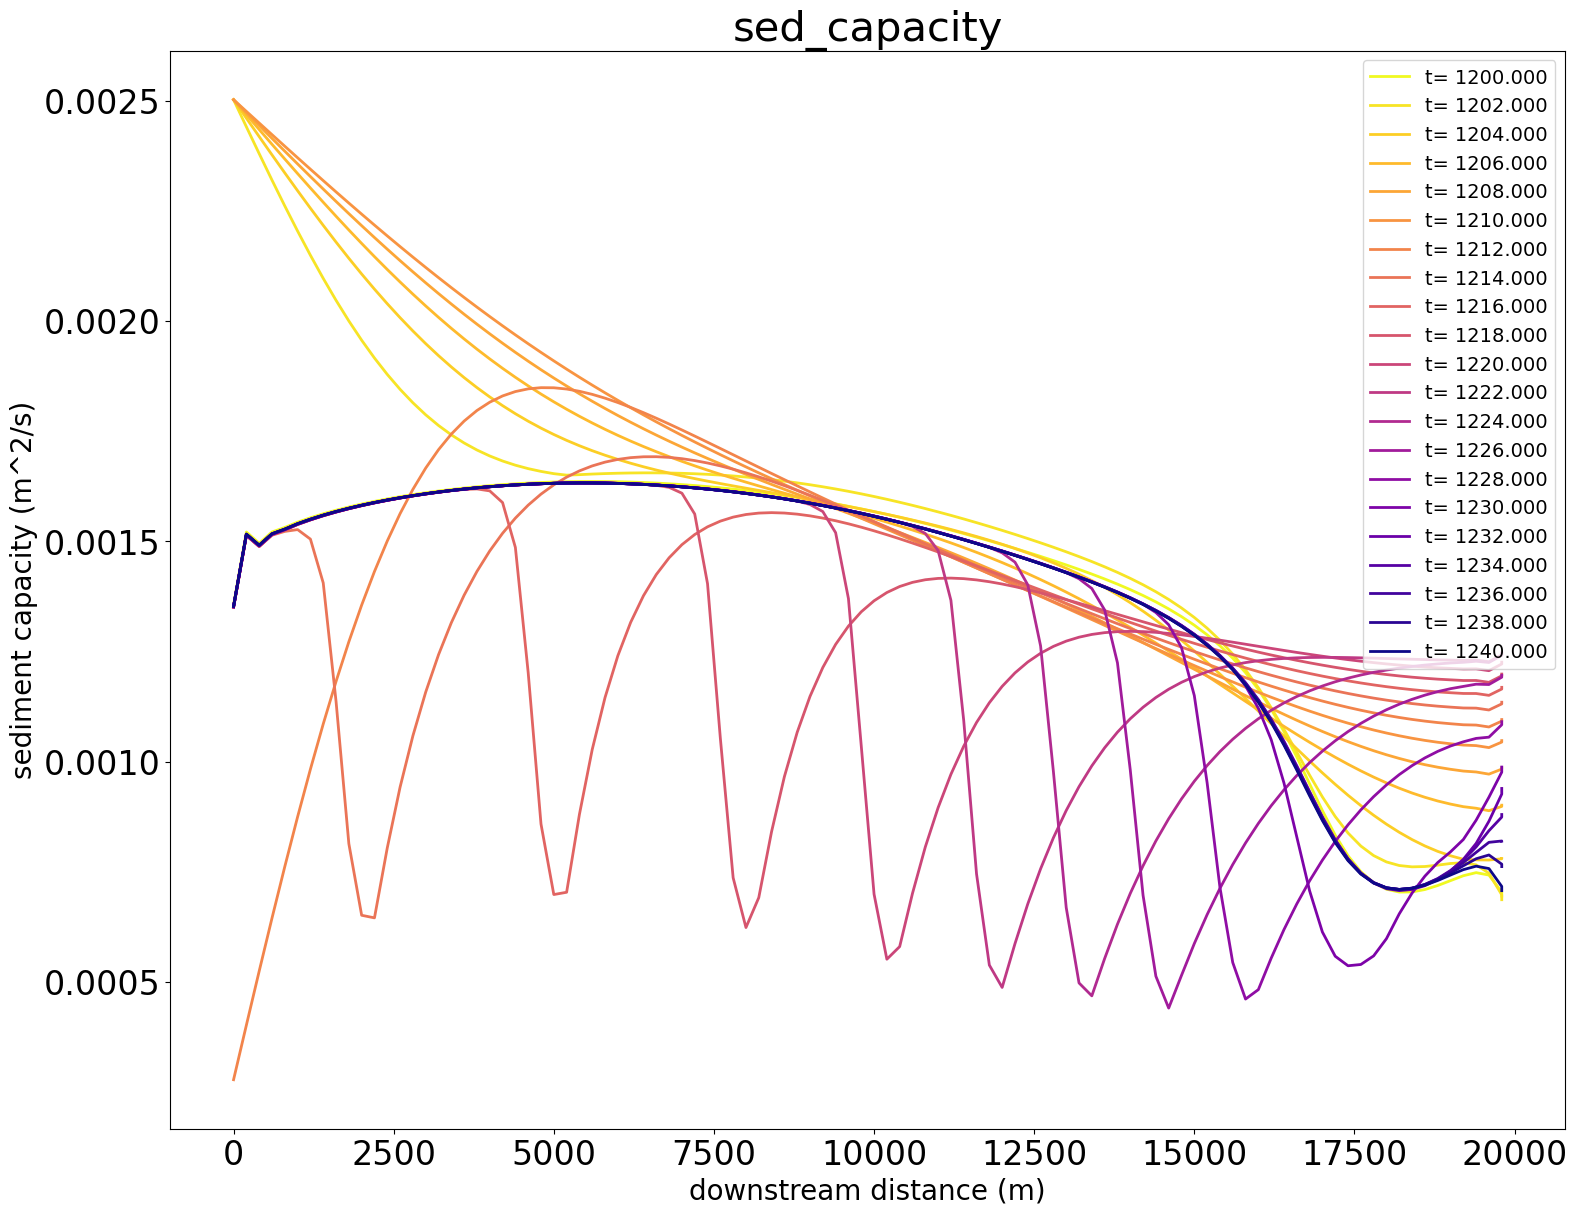 sed_capacity
sediment capacity (m^2/s)
0.0025
0.0020
0.0015
0.0010
0.0005
t= 1200.000
t= 1202.000
t= 1204.000
t= 1206.000
t= 1208.000
t= 1210.000
t= 1212.000
t= 1214.000
t= 1216.000
t= 1218.000
t= 1220.000
t= 1222.000
t= 1224.000
t= 1226.000
t= 1228.000
t= 1230.000
t= 1232.000
t= 1234.000
t= 1236.000
t= 1238.000
t= 1240.000
0 2500 5000 7500 10000 12500 15000 17500 20000
downstream distance (m)